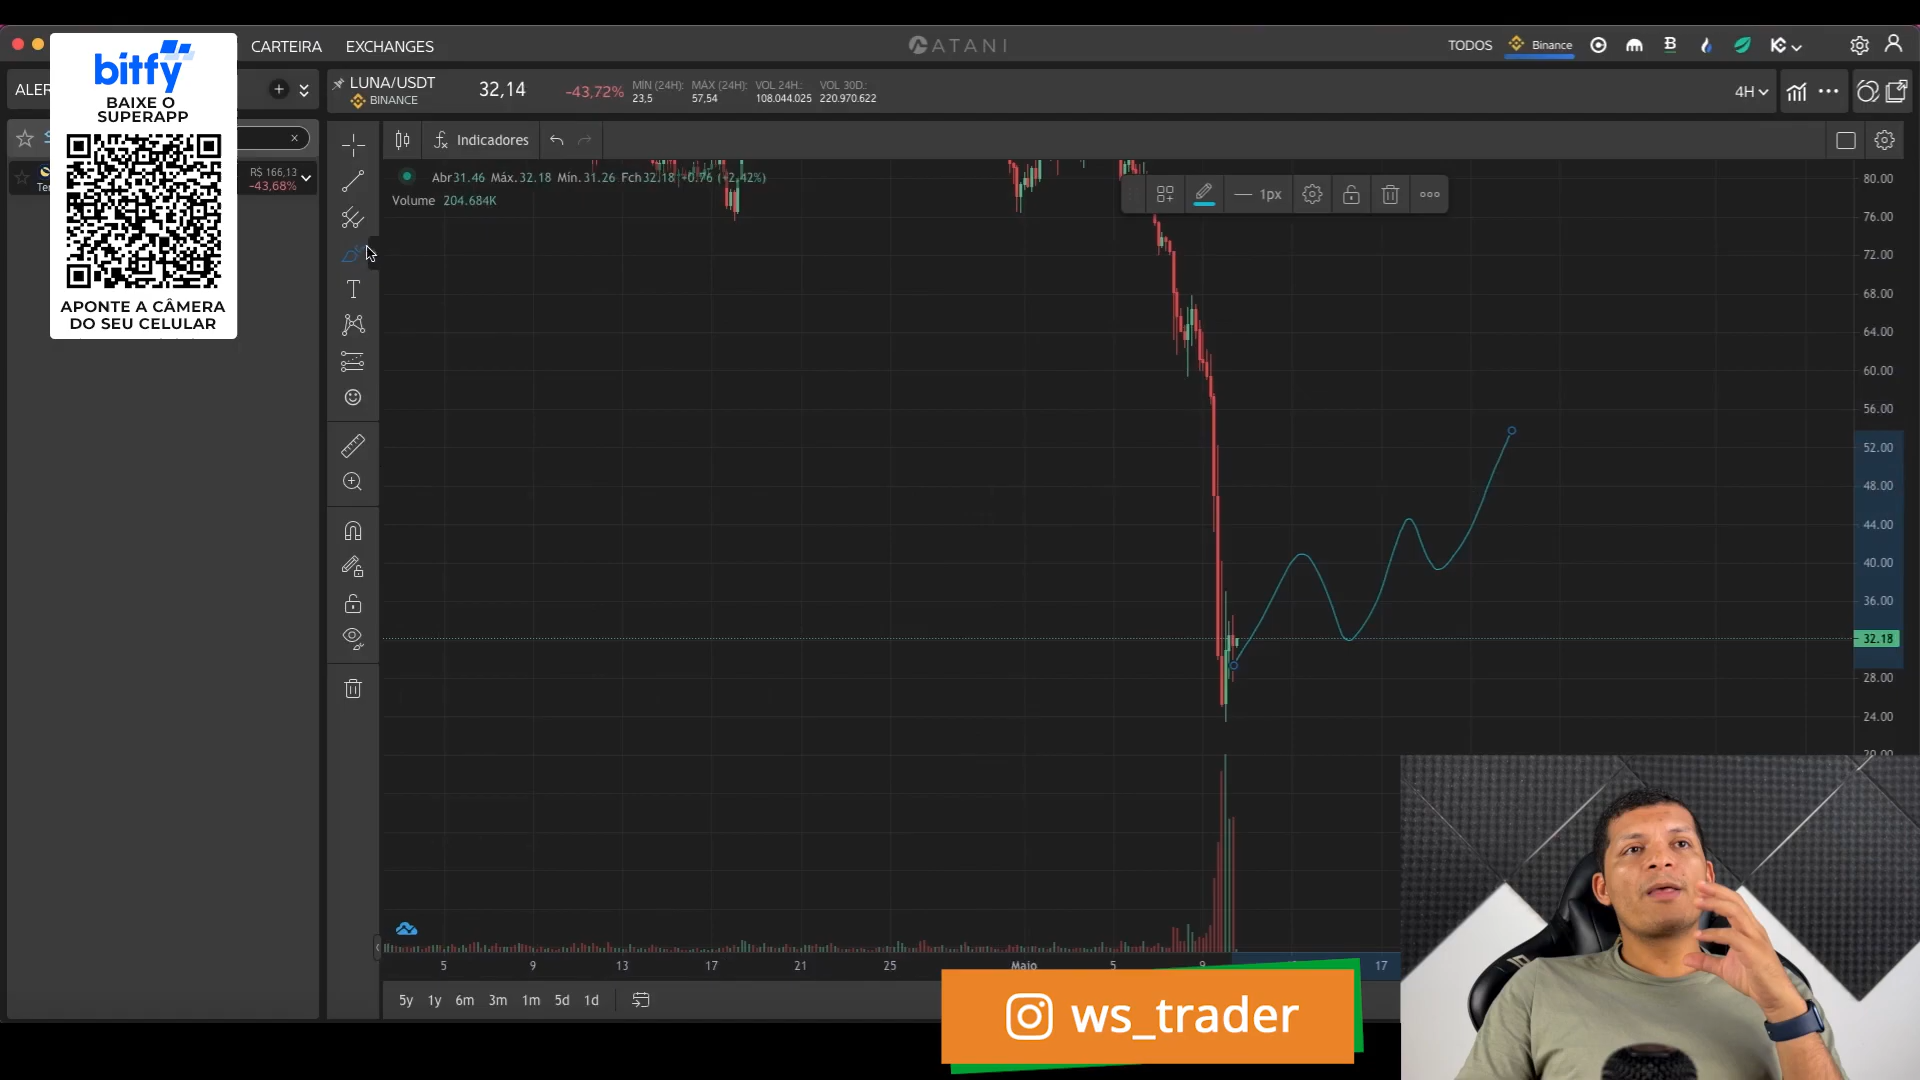 bitfy
BAIXE O
SUPERAPP
APONTE A CÂMERA
DO SEU CELULAR
CARTEIRA
EXCHANGES
ATANI
TODOS
Binance
ALER
LUNA/USDT
BINANCE
32,14
-43,72%
MÍN (24H):
23,5
MÁX (24H):
57,54
VOL 24H.:
108.044.025
VOL 30D.:
220.970.622
4H
R$ 166,13
-43,68%
Indicadores
Abr31.46 Máx.32.18 Mín.31.26 Fch32.18 +0.76 (+2.42%)
Volume 204.684K
1px
80.00
76.00
72.00
68.00
64.00
60.00
56.00
52.00
48.00
44.00
40.00
36.00
32.18
28.00
24.00
20.00
5 9 13 17 21 25 Maio 5 9 17
5y 1y 6m 3m 1m 5d 1d
ws_trader